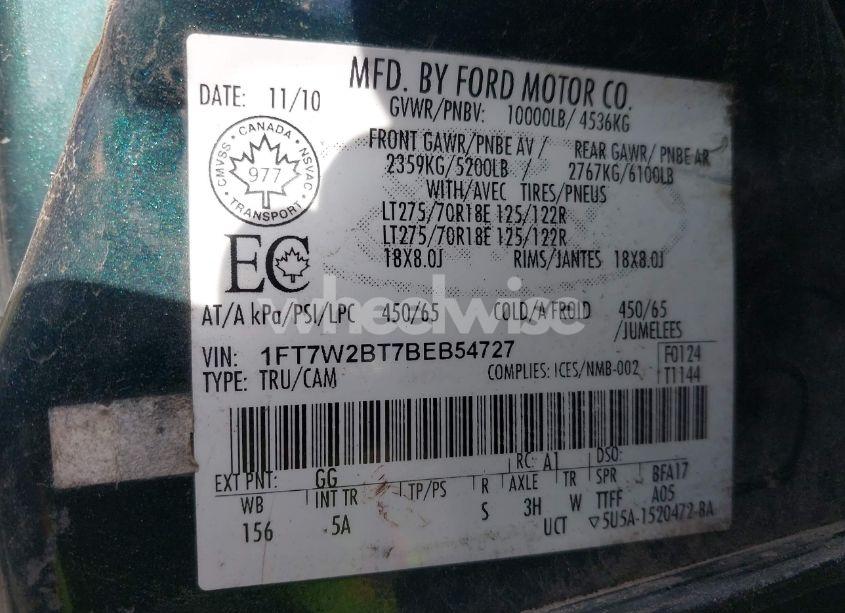 MFD. BY FORD MOTOR CO.
DATE: 11/10
GVWR/PNBV: 10000LB/ 4536KG
CMVSS · CANADA · NSVAC
977
TRANSPORT
FRONT GAWR/PNBE AV / REAR GAWR/ PNBE AR
2359KG/5200LB / 2767KG/6100LB
WITH/AVEC TIRES/PNEUS
LT275/70R18E 125/122R
LT275/70R18E 125/122R
18X8.0J RIMS/JANTES 18X8.0J
EC
wheelwise
AT/A kPa/PSI/LPC 450/65 COLD/A FROID 450/65
/JUMELEES
VIN: 1FT7W2BT7BEB54727
F0124
TYPE: TRU/CAM COMPLIES: ICES/NMB-002 T1144
EXT PNT: GG RC: A1 DSO:
WB INT TR TP/PS R AXLE TR SPR BFA17
156 5A S 3H W TTFF A05
UCT ▽5U5A-1520472-BA